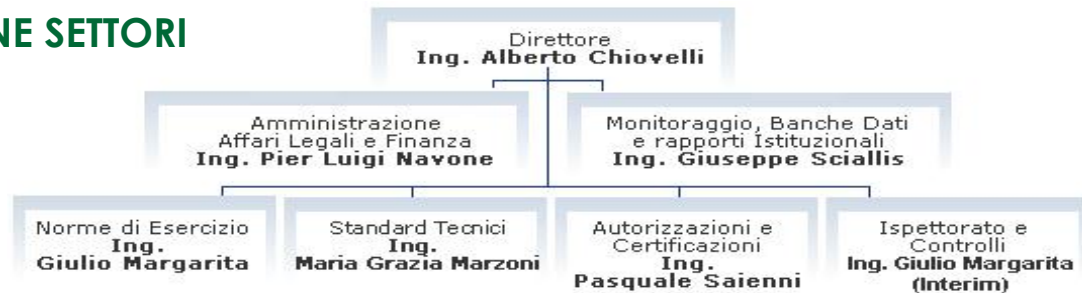 NE SETTORI
Direttore
Ing. Alberto Chiovelli
Amministrazione
Affari Legali e Finanza
Ing. Pier Luigi Navone
Monitoraggio, Banche Dati
e rapporti Istituzionali
Ing. Giuseppe Sciallis
Norme di Esercizio
Ing.
Giulio Margarita
Standard Tecnici
Ing.
Maria Grazia Marzoni
Autorizzazioni e
Certificazioni
Ing.
Pasquale Saienni
Ispettorato e
Controlli
Ing. Giulio Margarita
(Interim)